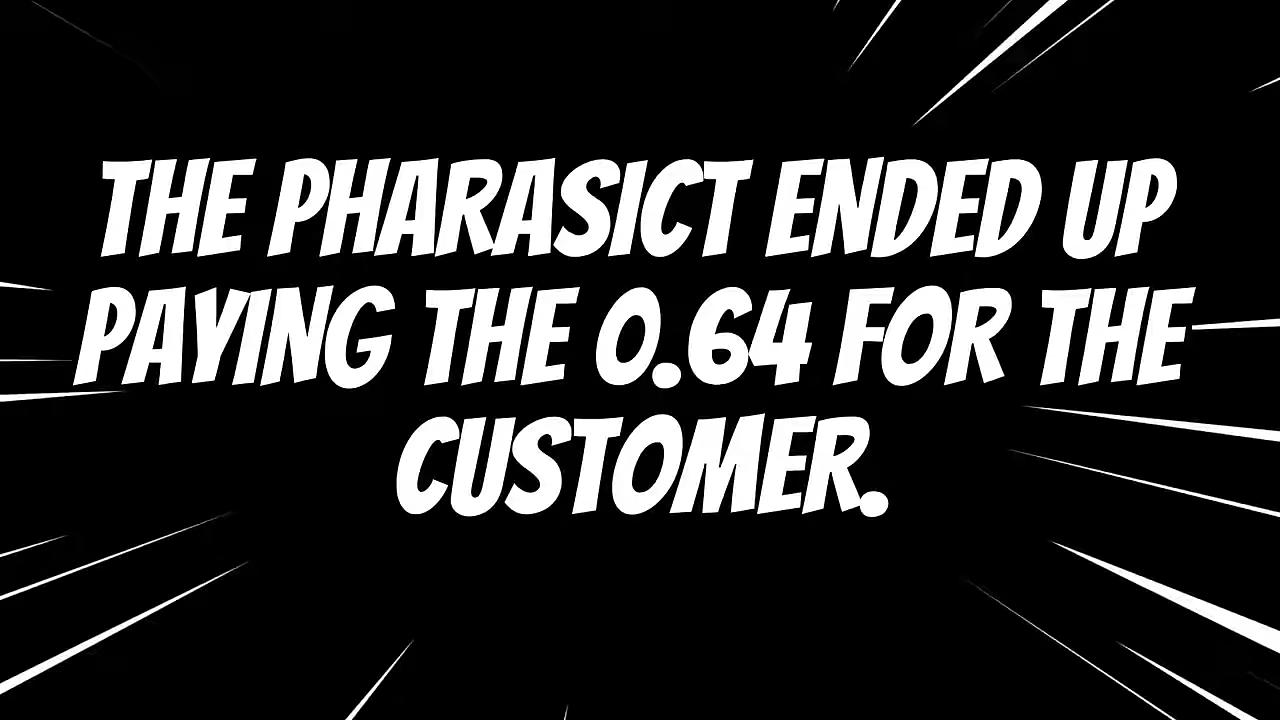 THE PHARASICT ENDED UP
PAYING THE 0.64 FOR THE
CUSTOMER.